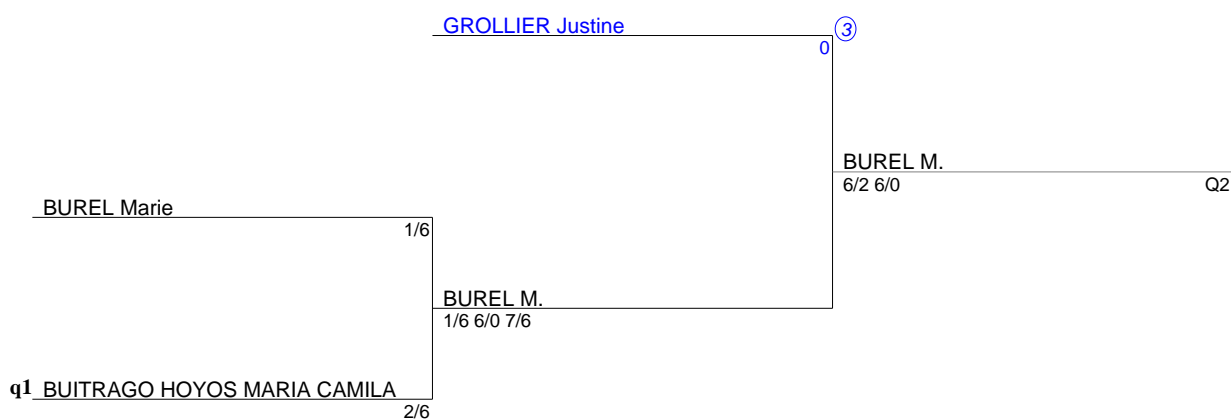 GROLLIER Justine
3
0
BUREL M.
6/2 6/0
Q2
BUREL Marie
1/6
BUREL M.
1/6 6/0 7/6
q1 BUITRAGO HOYOS MARIA CAMILA
2/6